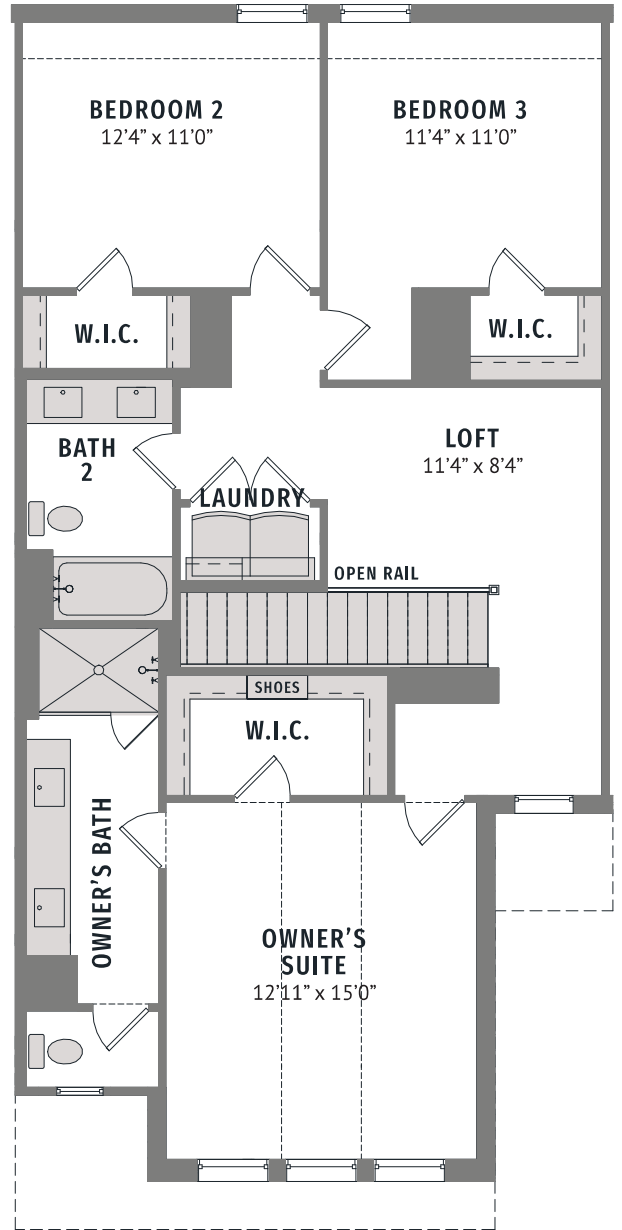 BEDROOM 2
12'4” x 11'0”
BEDROOM 3
11'4” x 11'0”
W.I.C.
W.I.C.
BATH
2
LOFT
11'4” x 8'4”
LAUNDRY
OPEN RAIL
SHOES
W.I.C.
OWNER'S BATH
OWNER'S
SUITE
12'11” x 15'0”